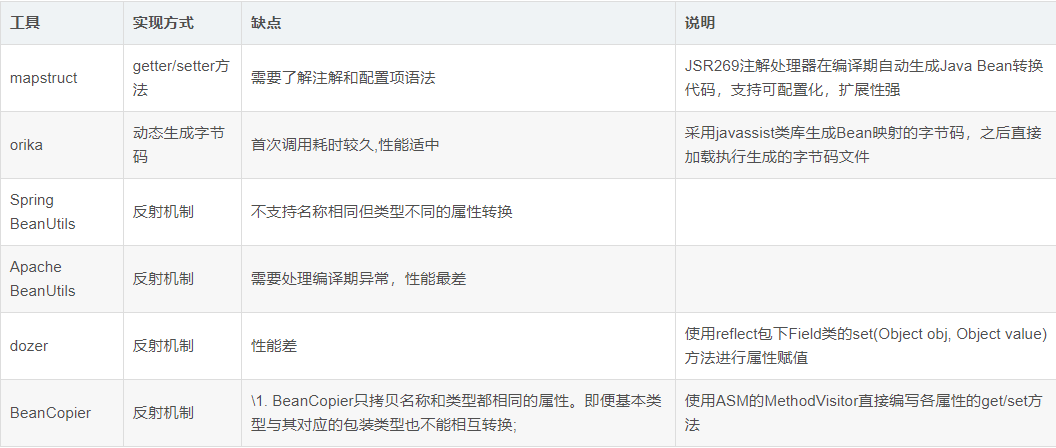 工具 实现方式 缺点 说明
mapstruct
getter/setter方
法
需要了解注解和配置项语法
JSR269注解处理器在编译期自动生成Java Bean转换
代码，支持可配置化，扩展性强
orika
动态生成字节
码
首次调用耗时较久,性能适中
采用javassist类库生成Bean映射的字节码，之后直接
加载执行生成的字节码文件
Spring
BeanUtils
反射机制
不支持名称相同但类型不同的属性转换
Apache
BeanUtils
反射机制
需要处理编译期异常，性能最差
dozer
反射机制
性能差
使用reflect包下Field类的set(Object obj, Object value)
方法进行属性赋值
BeanCopier
反射机制
\1. BeanCopier只拷贝名称和类型都相同的属性。即便基本类
型与其对应的包装类型也不能相互转换;
使用ASM的MethodVisitor直接编写各属性的get/set方
法